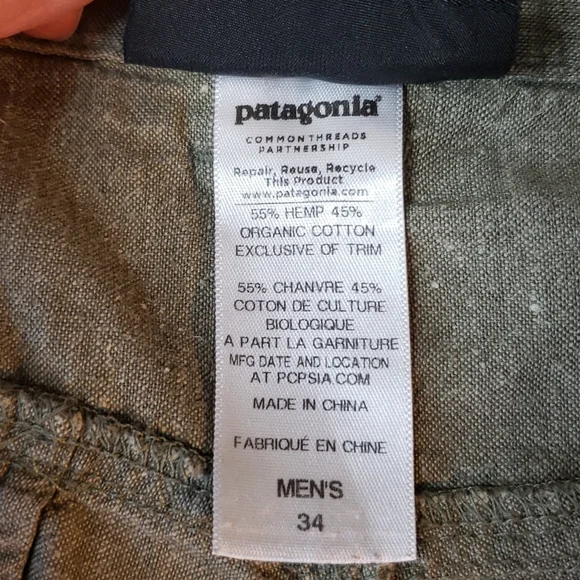 patagonia®
COMMON THREADS
PARTNERSHIP
Repair, Reuse, Recycle
This Product
www.patagonia.com
55% HEMP 45%
ORGANIC COTTON
EXCLUSIVE OF TRIM
55% CHANVRE 45%
COTON DE CULTURE
BIOLOGIQUE
A PART LA GARNITURE
MFG DATE AND LOCATION
AT PCPSIA.COM
MADE IN CHINA
FABRIQUÉ EN CHINE
MEN'S
34